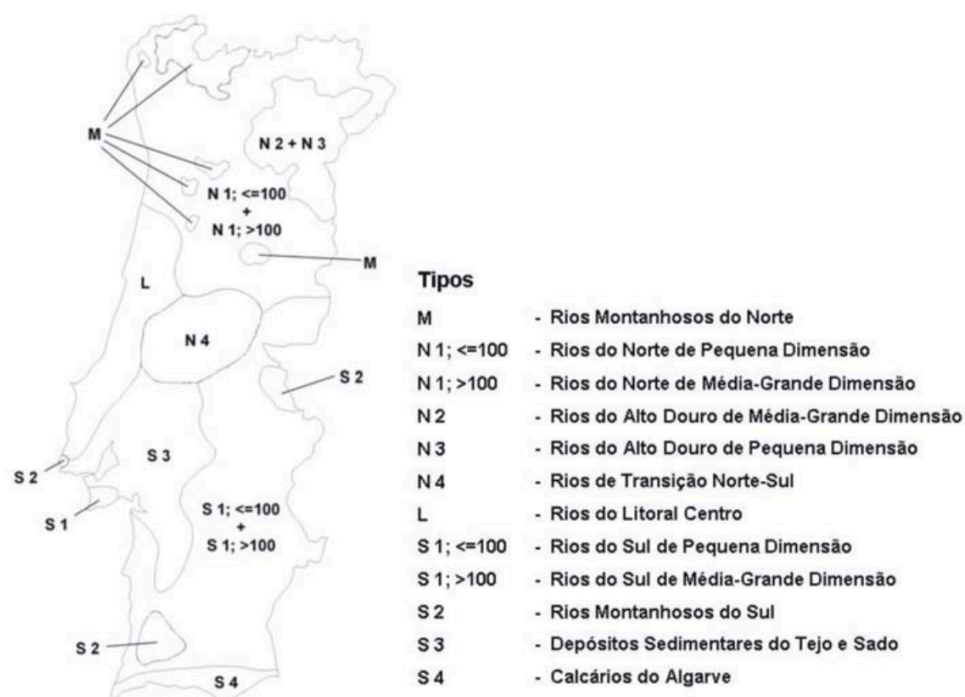 M
N 2 + N 3
N 1; <=100
+
N 1; >100
M
L
N 4
S 2
S 3
S 2
S 1
S 1; <=100
+
S 1; >100
S 2
S 4
Tipos
M - Rios Montanhosos do Norte
N 1; <=100 - Rios do Norte de Pequena Dimensão
N 1; >100 - Rios do Norte de Média-Grande Dimensão
N 2 - Rios do Alto Douro de Média-Grande Dimensão
N 3 - Rios do Alto Douro de Pequena Dimensão
N 4 - Rios de Transição Norte-Sul
L - Rios do Litoral Centro
S 1; <=100 - Rios do Sul de Pequena Dimensão
S 1; >100 - Rios do Sul de Média-Grande Dimensão
S 2 - Rios Montanhosos do Sul
S 3 - Depósitos Sedimentares do Tejo e Sado
S 4 - Calcários do Algarve